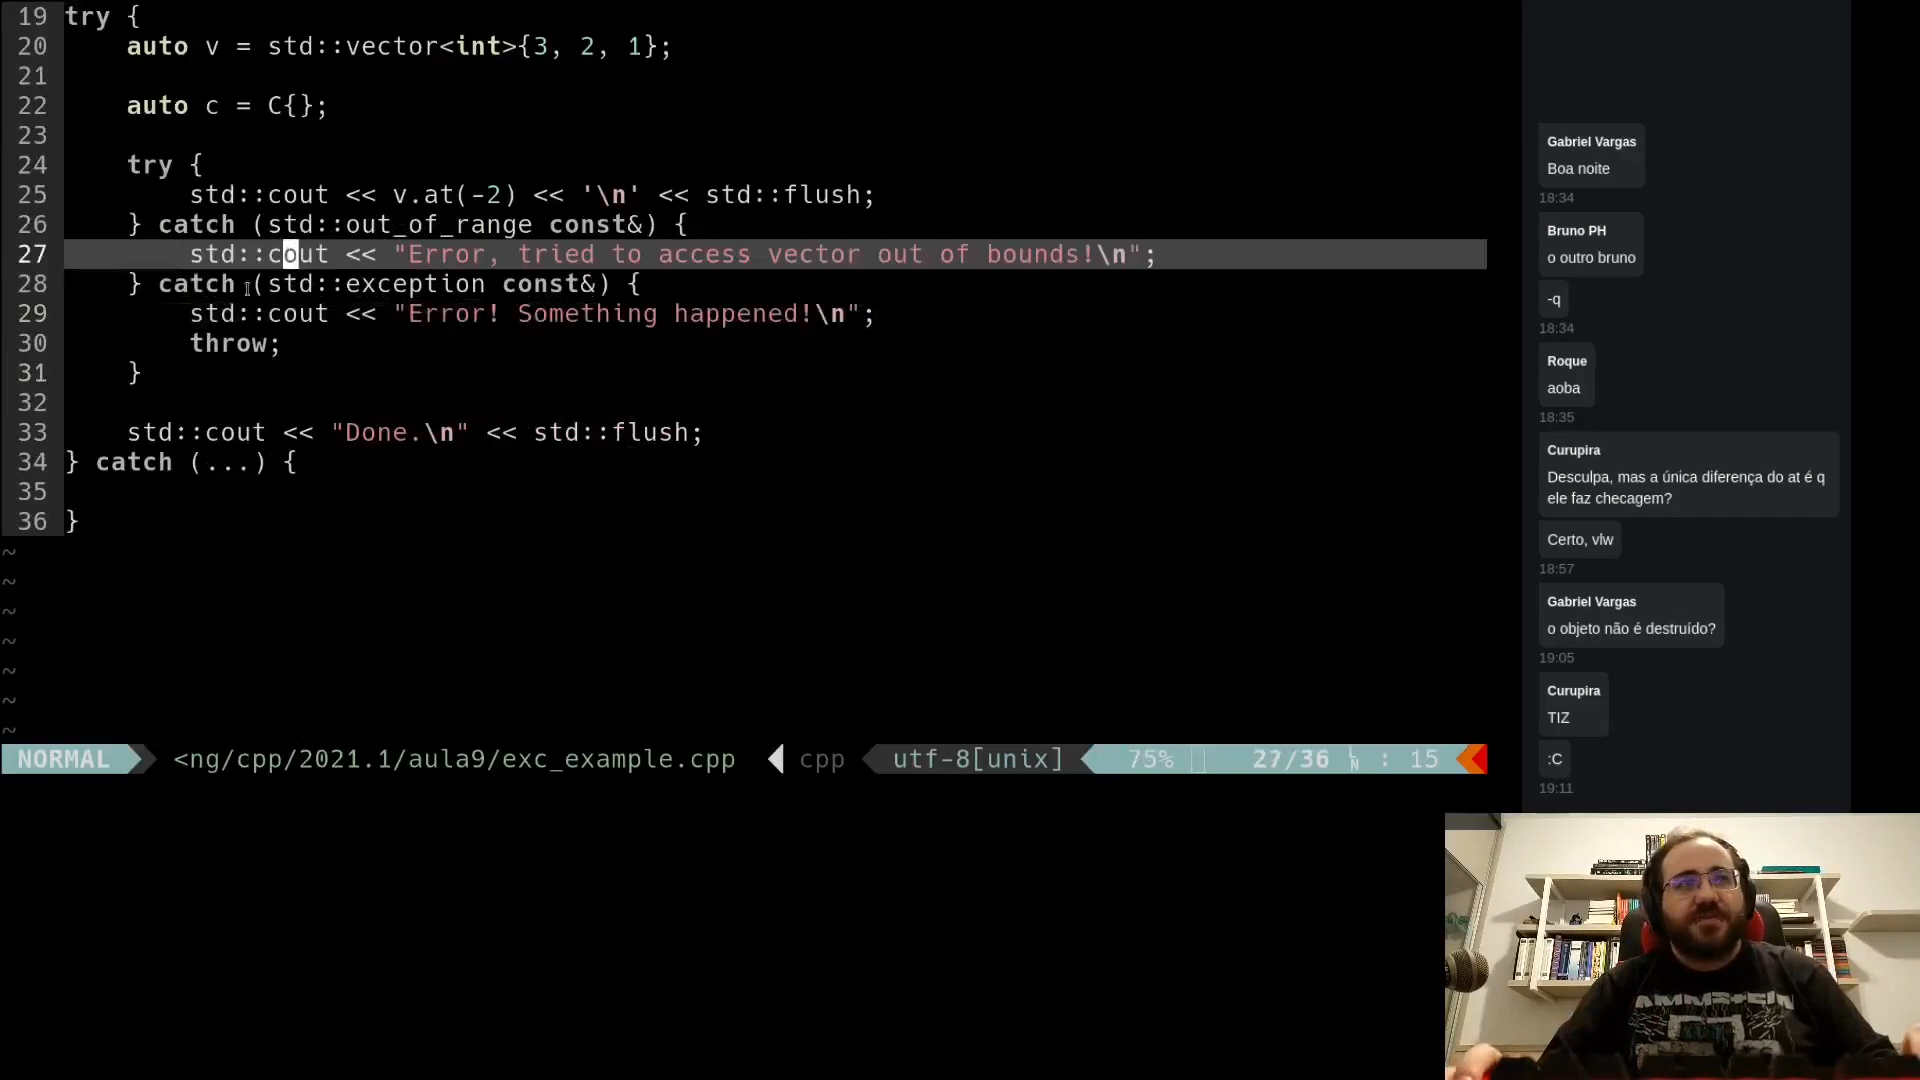 19 try {
20     auto v = std::vector<int>{3, 2, 1};
21
22     auto c = C{};
23
24     try {
25         std::cout << v.at(-2) << '\n' << std::flush;
26     } catch (std::out_of_range const&) {
27         std::cout << "Error, tried to access vector out of bounds!\n";
28     } catch (std::exception const&) {
29         std::cout << "Error! Something happened!\n";
30         throw;
31     }
32
33     std::cout << "Done.\n" << std::flush;
34 } catch (...) {
35
36 }
~
~
~
~
~
~
~
NORMAL <ng/cpp/2021.1/aula9/exc_example.cpp cpp utf-8[unix] 75% 27/36 : 15
Gabriel Vargas
Boa noite
18:34
Bruno PH
o outro bruno
-q
18:34
Roque
aoba
18:35
Curupira
Desculpa, mas a única diferença do at é q
ele faz checagem?
Certo, vlw
18:57
Gabriel Vargas
o objeto não é destruído?
19:05
Curupira
TIZ
:C
19:11